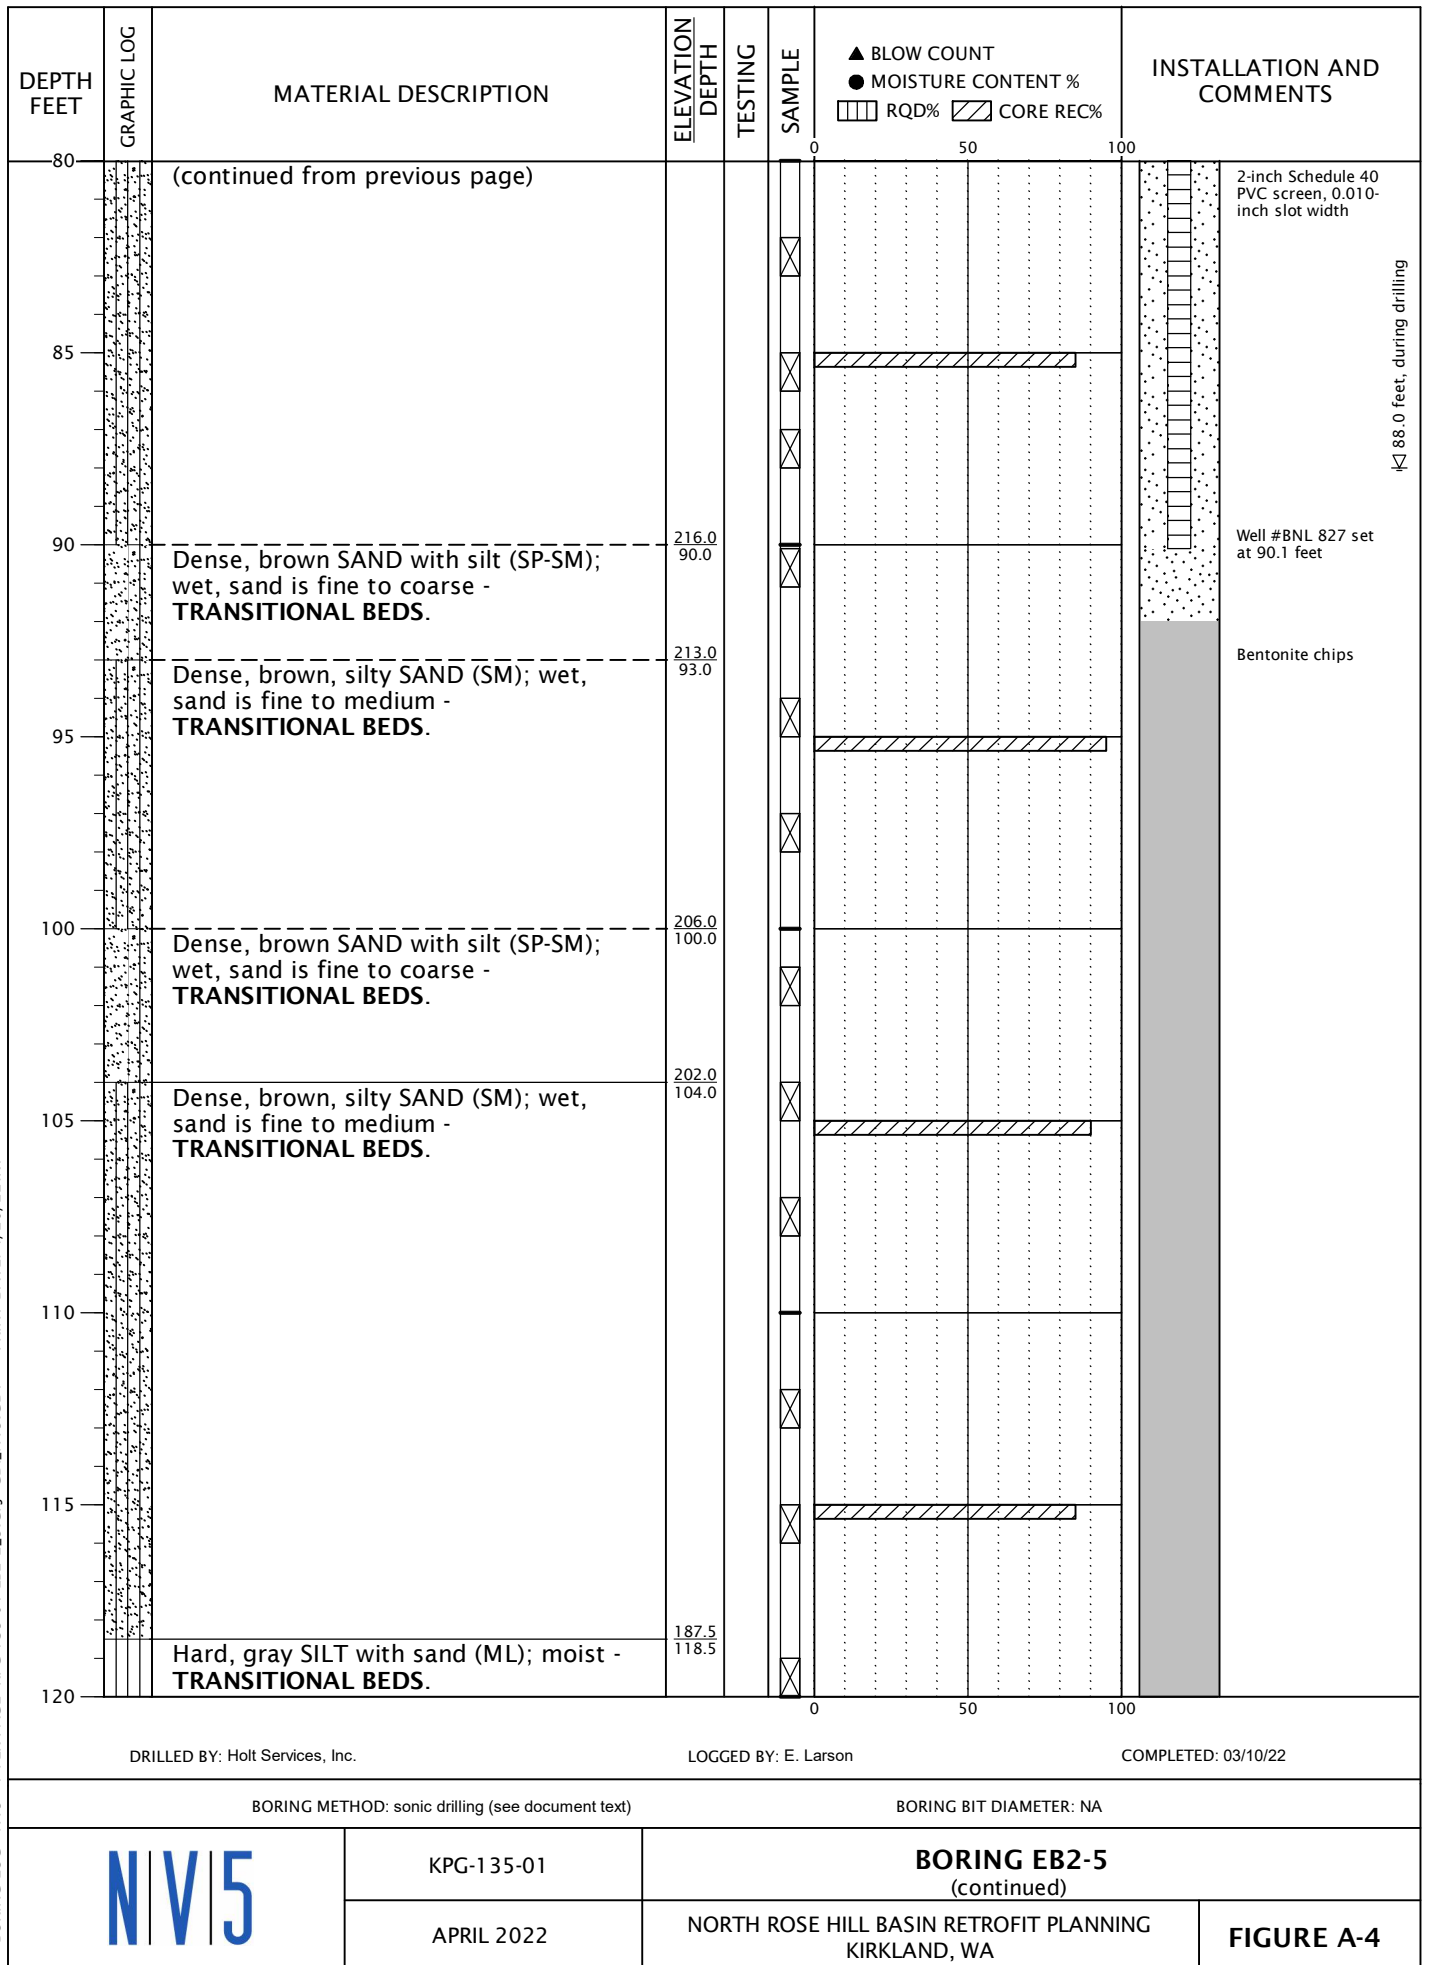 DEPTH
FEET
GRAPHIC LOG
MATERIAL DESCRIPTION
ELEVATION
DEPTH
TESTING
SAMPLE
▲ BLOW COUNT
● MOISTURE CONTENT %
RQD% CORE REC%
INSTALLATION AND
COMMENTS
0 50 100
80
(continued from previous page)
2-inch Schedule 40
PVC screen, 0.010-
inch slot width
88.0 feet, during drilling
85
90
216.0
90.0
Dense, brown SAND with silt (SP-SM);
wet, sand is fine to coarse -
TRANSITIONAL BEDS.
Well #BNL 827 set
at 90.1 feet
213.0
93.0
Dense, brown, silty SAND (SM); wet,
sand is fine to medium -
TRANSITIONAL BEDS.
Bentonite chips
95
100
206.0
100.0
Dense, brown SAND with silt (SP-SM);
wet, sand is fine to coarse -
TRANSITIONAL BEDS.
202.0
104.0
Dense, brown, silty SAND (SM); wet,
sand is fine to medium -
TRANSITIONAL BEDS.
105
110
115
187.5
118.5
Hard, gray SILT with sand (ML); moist -
TRANSITIONAL BEDS.
120
0 50 100
DRILLED BY: Holt Services, Inc.
LOGGED BY: E. Larson
COMPLETED: 03/10/22
BORING METHOD: sonic drilling (see document text)
BORING BIT DIAMETER: NA
N|V|5
KPG-135-01
APRIL 2022
BORING EB2-5
(continued)
NORTH ROSE HILL BASIN RETROFIT PLANNING
KIRKLAND, WA
FIGURE A-4